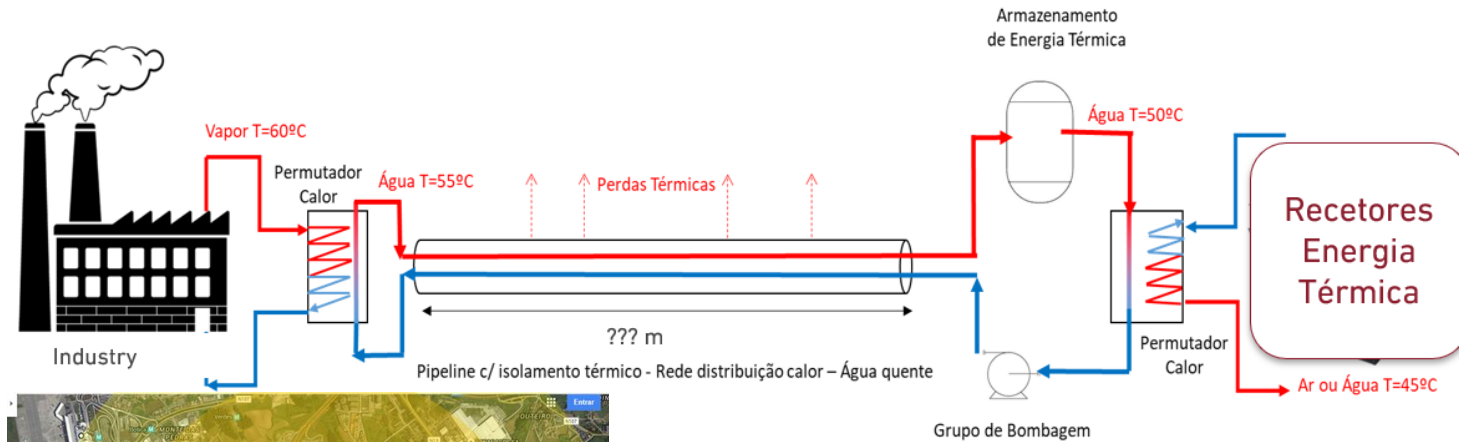 Armazenamento
de Energia Térmica
Vapor T=60ºC
Permutador
Calor
Água T=55ºC
Perdas Térmicas
Água T=50ºC
Recetores
Energia
Térmica
??? m
Industry
Pipeline c/ isolamento térmico - Rede distribuição calor – Água quente
Permutador
Calor
Ar ou Água T=45ºC
Grupo de Bombagem
Entrar